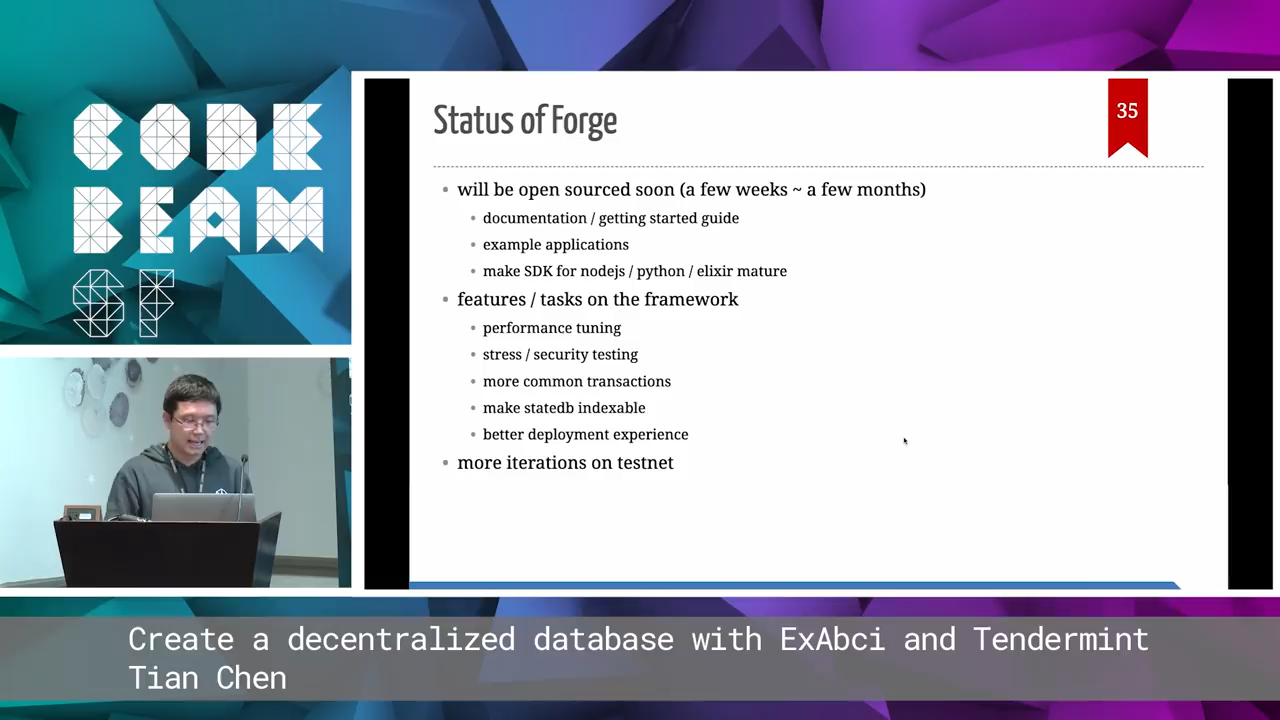 CODE
BEAM
SF
Status of Forge
35
will be open sourced soon (a few weeks ~ a few months)
documentation / getting started guide
example applications
make SDK for nodejs / python / elixir mature
features / tasks on the framework
performance tuning
stress / security testing
more common transactions
make statedb indexable
better deployment experience
more iterations on testnet
Create a decentralized database with ExAbci and Tendermint
Tian Chen